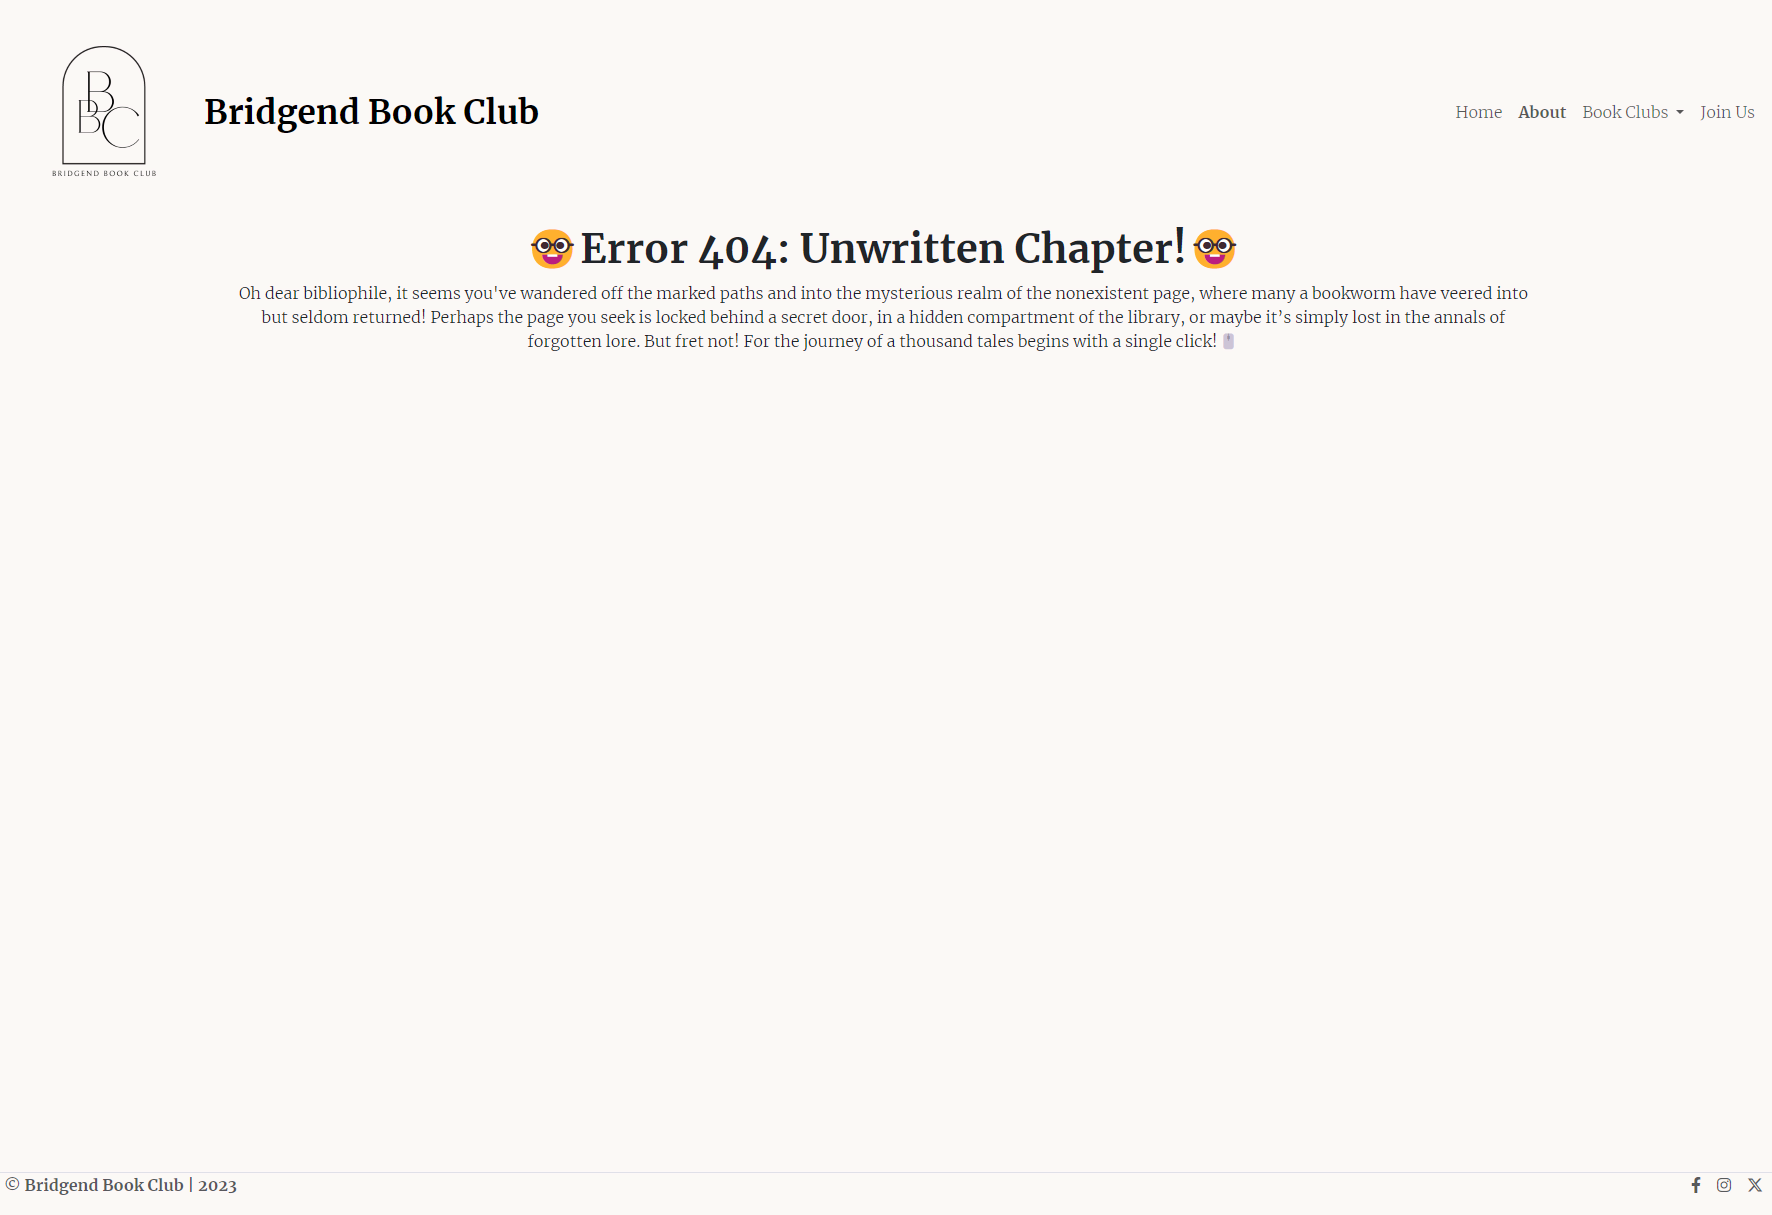 B
B
C
BRIDGEND BOOK CLUB
Bridgend Book Club
Home About Book Clubs Join Us
🤓Error 404: Unwritten Chapter!🤓
Oh dear bibliophile, it seems you've wandered off the marked paths and into the mysterious realm of the nonexistent page, where many a bookworm have veered into
but seldom returned! Perhaps the page you seek is locked behind a secret door, in a hidden compartment of the library, or maybe it’s simply lost in the annals of
forgotten lore. But fret not! For the journey of a thousand tales begins with a single click! 🖱️
© Bridgend Book Club | 2023